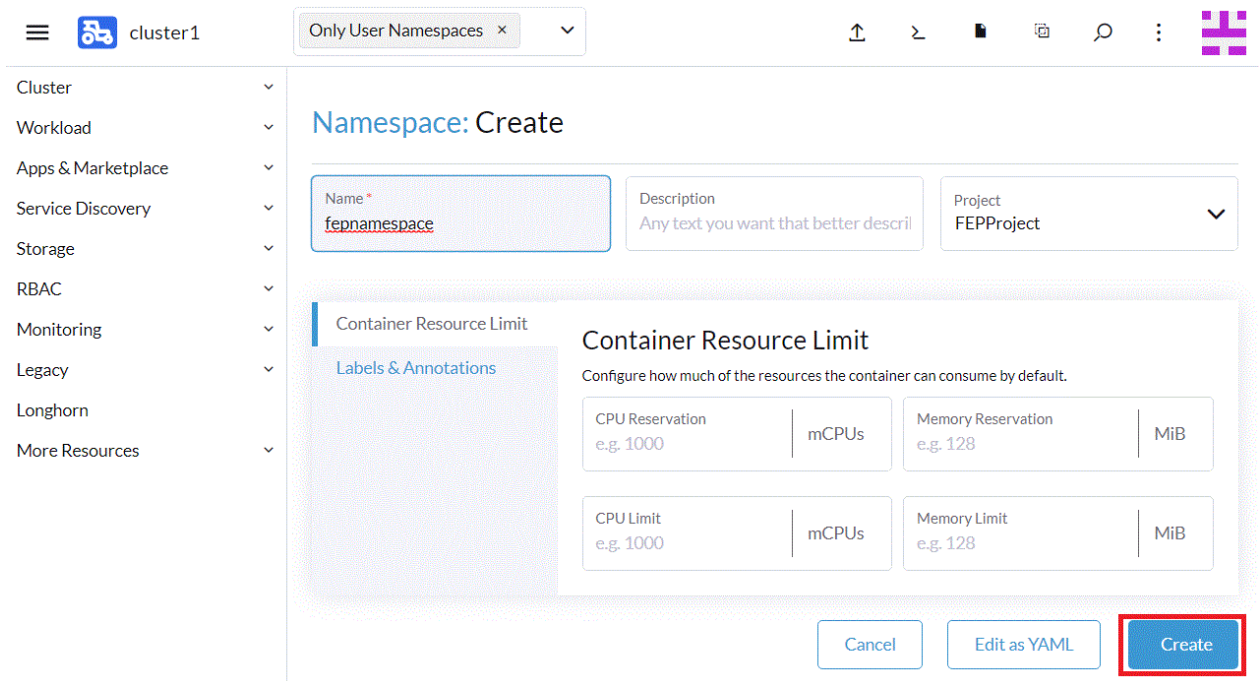 cluster1
Only User Namespaces ×
Cluster
Workload
Apps & Marketplace
Service Discovery
Storage
RBAC
Monitoring
Legacy
Longhorn
More Resources
Namespace: Create
Name *
fepnamespace
Description
Any text you want that better descri
Project
FEPProject
Container Resource Limit
Labels & Annotations
Container Resource Limit
Configure how much of the resources the container can consume by default.
CPU Reservation
e.g. 1000
mCPUs
Memory Reservation
e.g. 128
MiB
CPU Limit
e.g. 1000
mCPUs
Memory Limit
e.g. 128
MiB
Cancel
Edit as YAML
Create